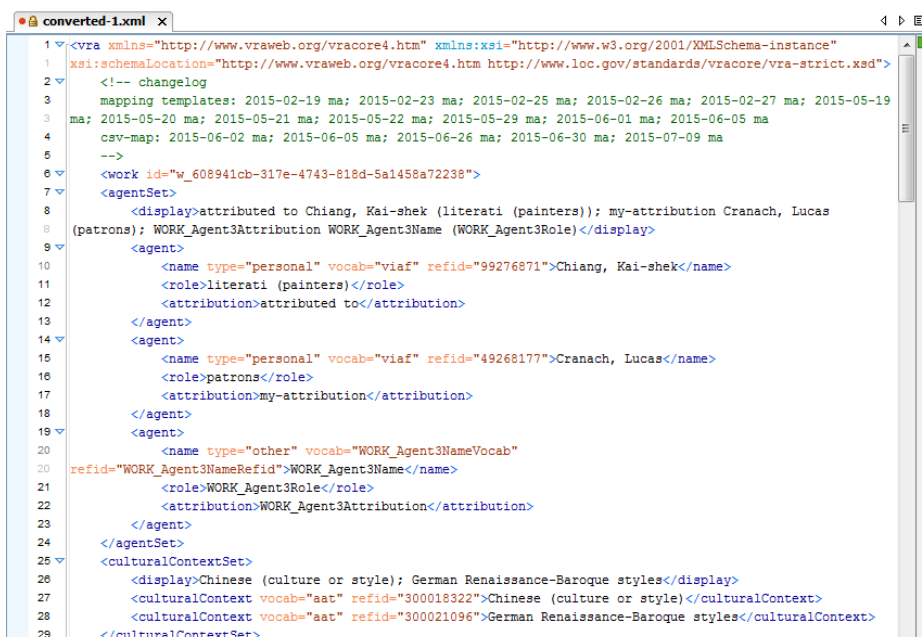 converted-1.xml x
1 <vra xmlns="http://www.vraweb.org/vracore4.htm" xmlns:xsi="http://www.w3.org/2001/XMLSchema-instance"
1 xsi:schemaLocation="http://www.vraweb.org/vracore4.htm http://www.loc.gov/standards/vracore/vra-strict.xsd">
2 <!-- changelog
3 mapping templates: 2015-02-19 ma; 2015-02-23 ma; 2015-02-25 ma; 2015-02-26 ma; 2015-02-27 ma; 2015-05-19
3 ma; 2015-05-20 ma; 2015-05-21 ma; 2015-05-22 ma; 2015-05-29 ma; 2015-06-01 ma; 2015-06-05 ma
4 csv-map: 2015-06-02 ma; 2015-06-05 ma; 2015-06-26 ma; 2015-06-30 ma; 2015-07-09 ma
5 -->
6 <work id="w_608941cb-317e-4743-818d-5a1458a72238">
7 <agentSet>
8 <display>attributed to Chiang, Kai-shek (literati (painters)); my-attribution Cranach, Lucas
8 (patrons); WORK_Agent3Attribution WORK_Agent3Name (WORK_Agent3Role)</display>
9 <agent>
10 <name type="personal" vocab="viaf" refid="99276871">Chiang, Kai-shek</name>
11 <role>literati (painters)</role>
12 <attribution>attributed to</attribution>
13 </agent>
14 <agent>
15 <name type="personal" vocab="viaf" refid="49268177">Cranach, Lucas</name>
16 <role>patrons</role>
17 <attribution>my-attribution</attribution>
18 </agent>
19 <agent>
20 <name type="other" vocab="WORK_Agent3NameVocab"
20 refid="WORK_Agent3NameRefid">WORK_Agent3Name</name>
21 <role>WORK_Agent3Role</role>
22 <attribution>WORK_Agent3Attribution</attribution>
23 </agent>
24 </agentSet>
25 <culturalContextSet>
26 <display>Chinese (culture or style); German Renaissance-Baroque styles</display>
27 <culturalContext vocab="aat" refid="300018322">Chinese (culture or style)</culturalContext>
28 <culturalContext vocab="aat" refid="300021096">German Renaissance-Baroque styles</culturalContext>
29 </culturalContextSet>